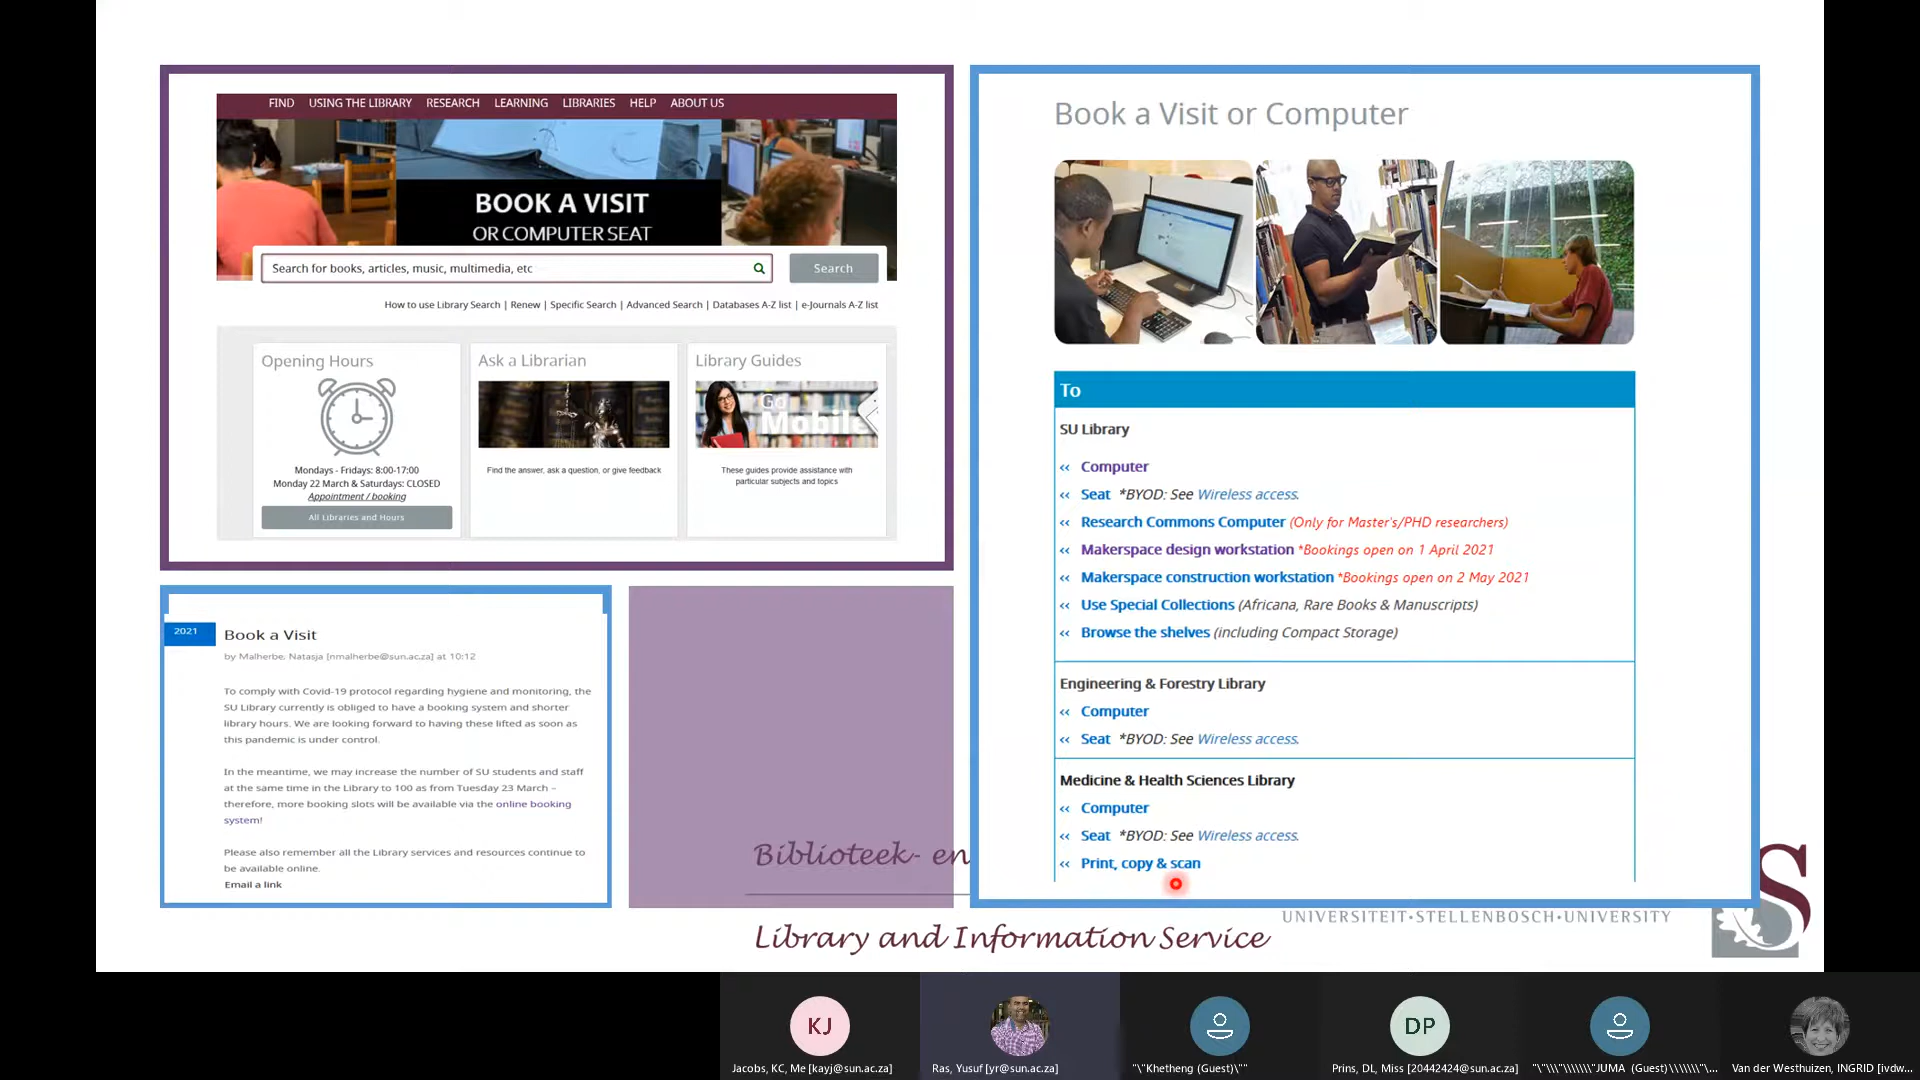 FIND USING THE LIBRARY RESEARCH LEARNING LIBRARIES HELP ABOUT US
BOOK A VISIT
OR COMPUTER SEAT
Search for books, articles, music, multimedia, etc
Search
How to use Library Search | Renew | Specific Search | Advanced Search | Databases A-Z list | e-Journals A-Z list
Opening Hours
Mondays - Fridays: 8:00-17:00
Monday 22 March & Saturdays: CLOSED
Appointment / booking
All Libraries and Hours
Ask a Librarian
Find the answer, ask a question, or give feedback
Library Guides
Go
Mobile
These guides provide assistance with
particular subjects and topics
2021
Book a Visit
by Malherbe, Natasja [nmalherbe@sun.ac.za] at 10:12
To comply with Covid-19 protocol regarding hygiene and monitoring, the
SU Library currently is obliged to have a booking system and shorter
library hours. We are looking forward to having these lifted as soon as
this pandemic is under control.
In the meantime, we may increase the number of SU students and staff
at the same time in the Library to 100 as from Tuesday 23 March –
therefore, more booking slots will be available via the online booking
system!
Please also remember all the Library services and resources continue to
be available online.
Email a link
Book a Visit or Computer
To
SU Library
‹‹ Computer
‹‹ Seat *BYOD: See Wireless access.
‹‹ Research Commons Computer (Only for Master's/PHD researchers)
‹‹ Makerspace design workstation *Bookings open on 1 April 2021
‹‹ Makerspace construction workstation *Bookings open on 2 May 2021
‹‹ Use Special Collections (Africana, Rare Books & Manuscripts)
‹‹ Browse the shelves (including Compact Storage)
Engineering & Forestry Library
‹‹ Computer
‹‹ Seat *BYOD: See Wireless access.
Medicine & Health Sciences Library
‹‹ Computer
‹‹ Seat *BYOD: See Wireless access.
‹‹ Print, copy & scan
Biblioteek- en
Library and Information Service
UNIVERSITEIT·STELLENBOSCH·UNIVERSITY
KJ
DP
Jacobs, KC, Me [kayj@sun.ac.za]
Ras, Yusuf [yr@sun.ac.za]
"\"Khetheng (Guest)\""
Prins, DL, Miss [20442424@sun.ac.za]
"\"\\"\\\\\\\"JUMA (Guest)\\\\\\\"\...
Van der Westhuizen, INGRID [ivdw...